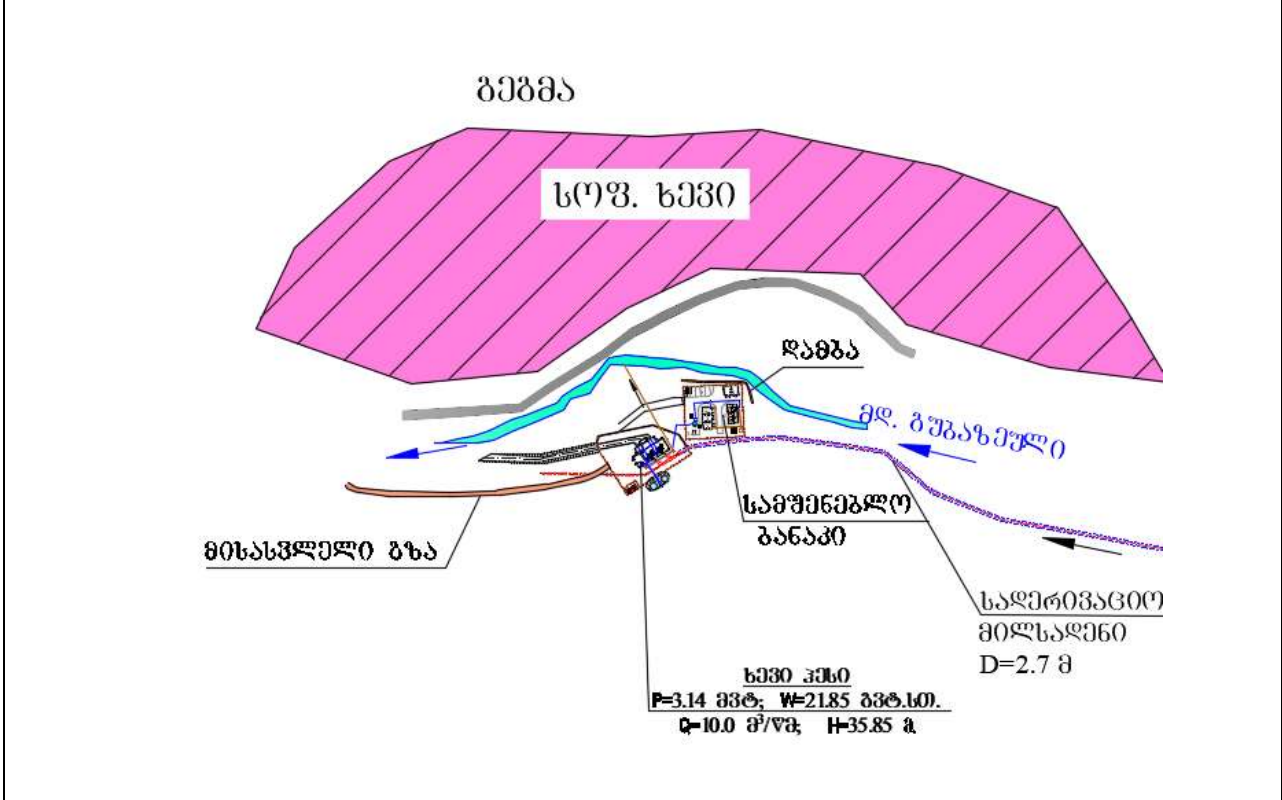 გეგმა
სოფ. ხევი
დამბა
მდ. გუბაზეული
სამშენებლო
ბანაკი
მისასვლელი გზა
სადერივაციო
მილსადენი
D=2.7 მ
ხევი ჰესი
P=3.14 მვტ; W=21.85 გვტ.სთ.
Q=10.0 მ³/წმ; H=35.85 მ.